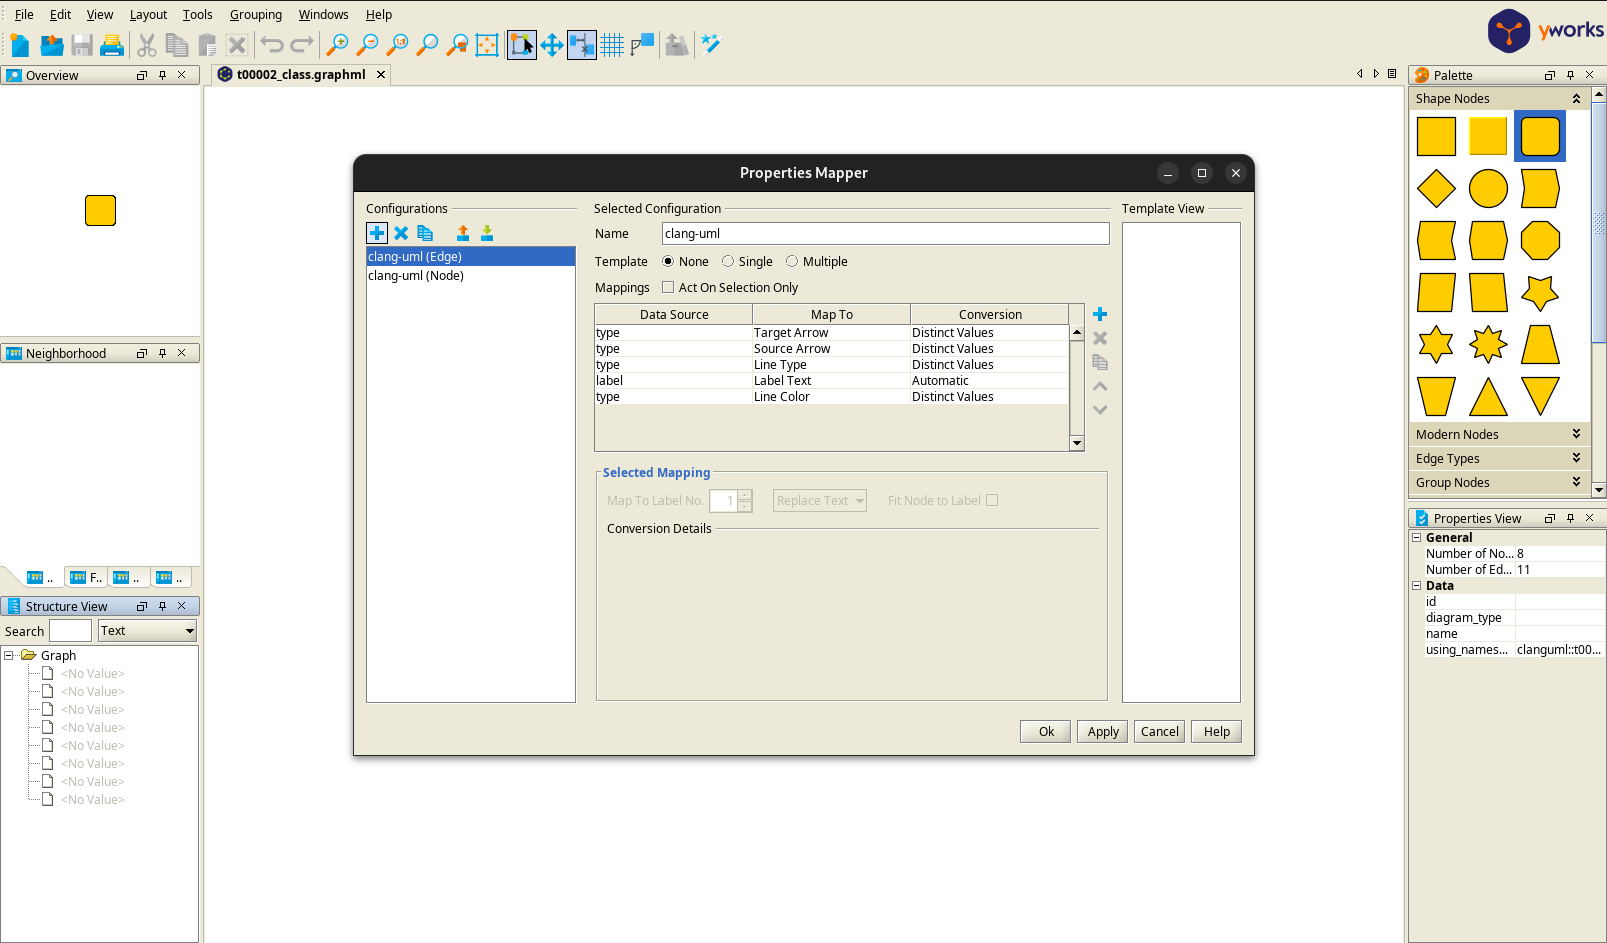 File Edit View Layout Tools Grouping Windows Help
yworks
1:1
Overview
t00002_class.graphml
Palette
Shape Nodes
Properties Mapper
Configurations
clang-uml (Edge)
clang-uml (Node)
Selected Configuration
Name clang-uml
Template None Single Multiple
Mappings Act On Selection Only
Data Source Map To Conversion
type Target Arrow Distinct Values
type Source Arrow Distinct Values
type Line Type Distinct Values
label Label Text Automatic
type Line Color Distinct Values
Selected Mapping
Map To Label No. 1 Replace Text Fit Node to Label
Conversion Details
Template View
Ok Apply Cancel Help
Neighborhood
.. F.. .. ..
Structure View
Search Text
Graph
<No Value>
<No Value>
<No Value>
<No Value>
<No Value>
<No Value>
<No Value>
<No Value>
Modern Nodes
Edge Types
Group Nodes
Properties View
General
Number of No... 8
Number of Ed... 11
Data
id
diagram_type
name
using_names... clanguml::t00...